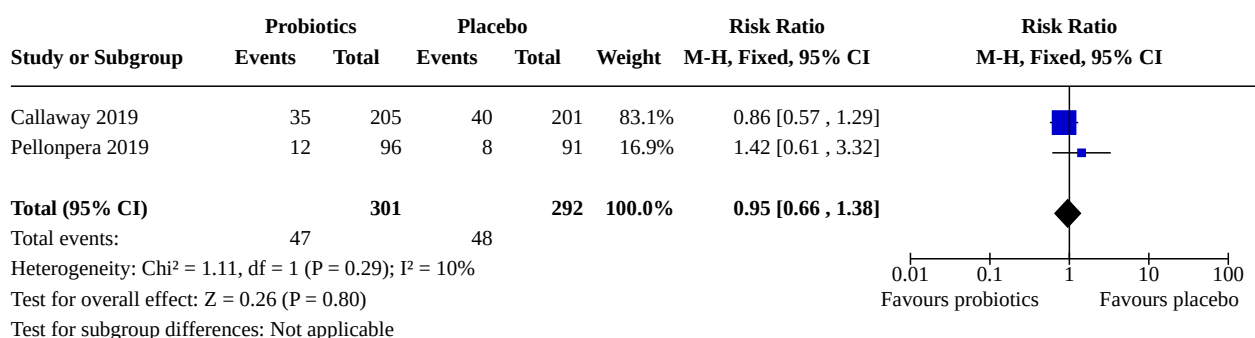 Probiotics Placebo Risk Ratio Risk Ratio
Study or Subgroup Events Total Events Total Weight M-H, Fixed, 95% CI M-H, Fixed, 95% CI
Callaway 2019 35 205 40 201 83.1% 0.86 [0.57 , 1.29]
Pellonpera 2019 12 96 8 91 16.9% 1.42 [0.61 , 3.32]
Total (95% CI) 301 292 100.0% 0.95 [0.66 , 1.38]
Total events: 47 48
Heterogeneity: Chi² = 1.11, df = 1 (P = 0.29); I² = 10%
Test for overall effect: Z = 0.26 (P = 0.80)
Test for subgroup differences: Not applicable
0.01 0.1 1 10 100
Favours probiotics Favours placebo